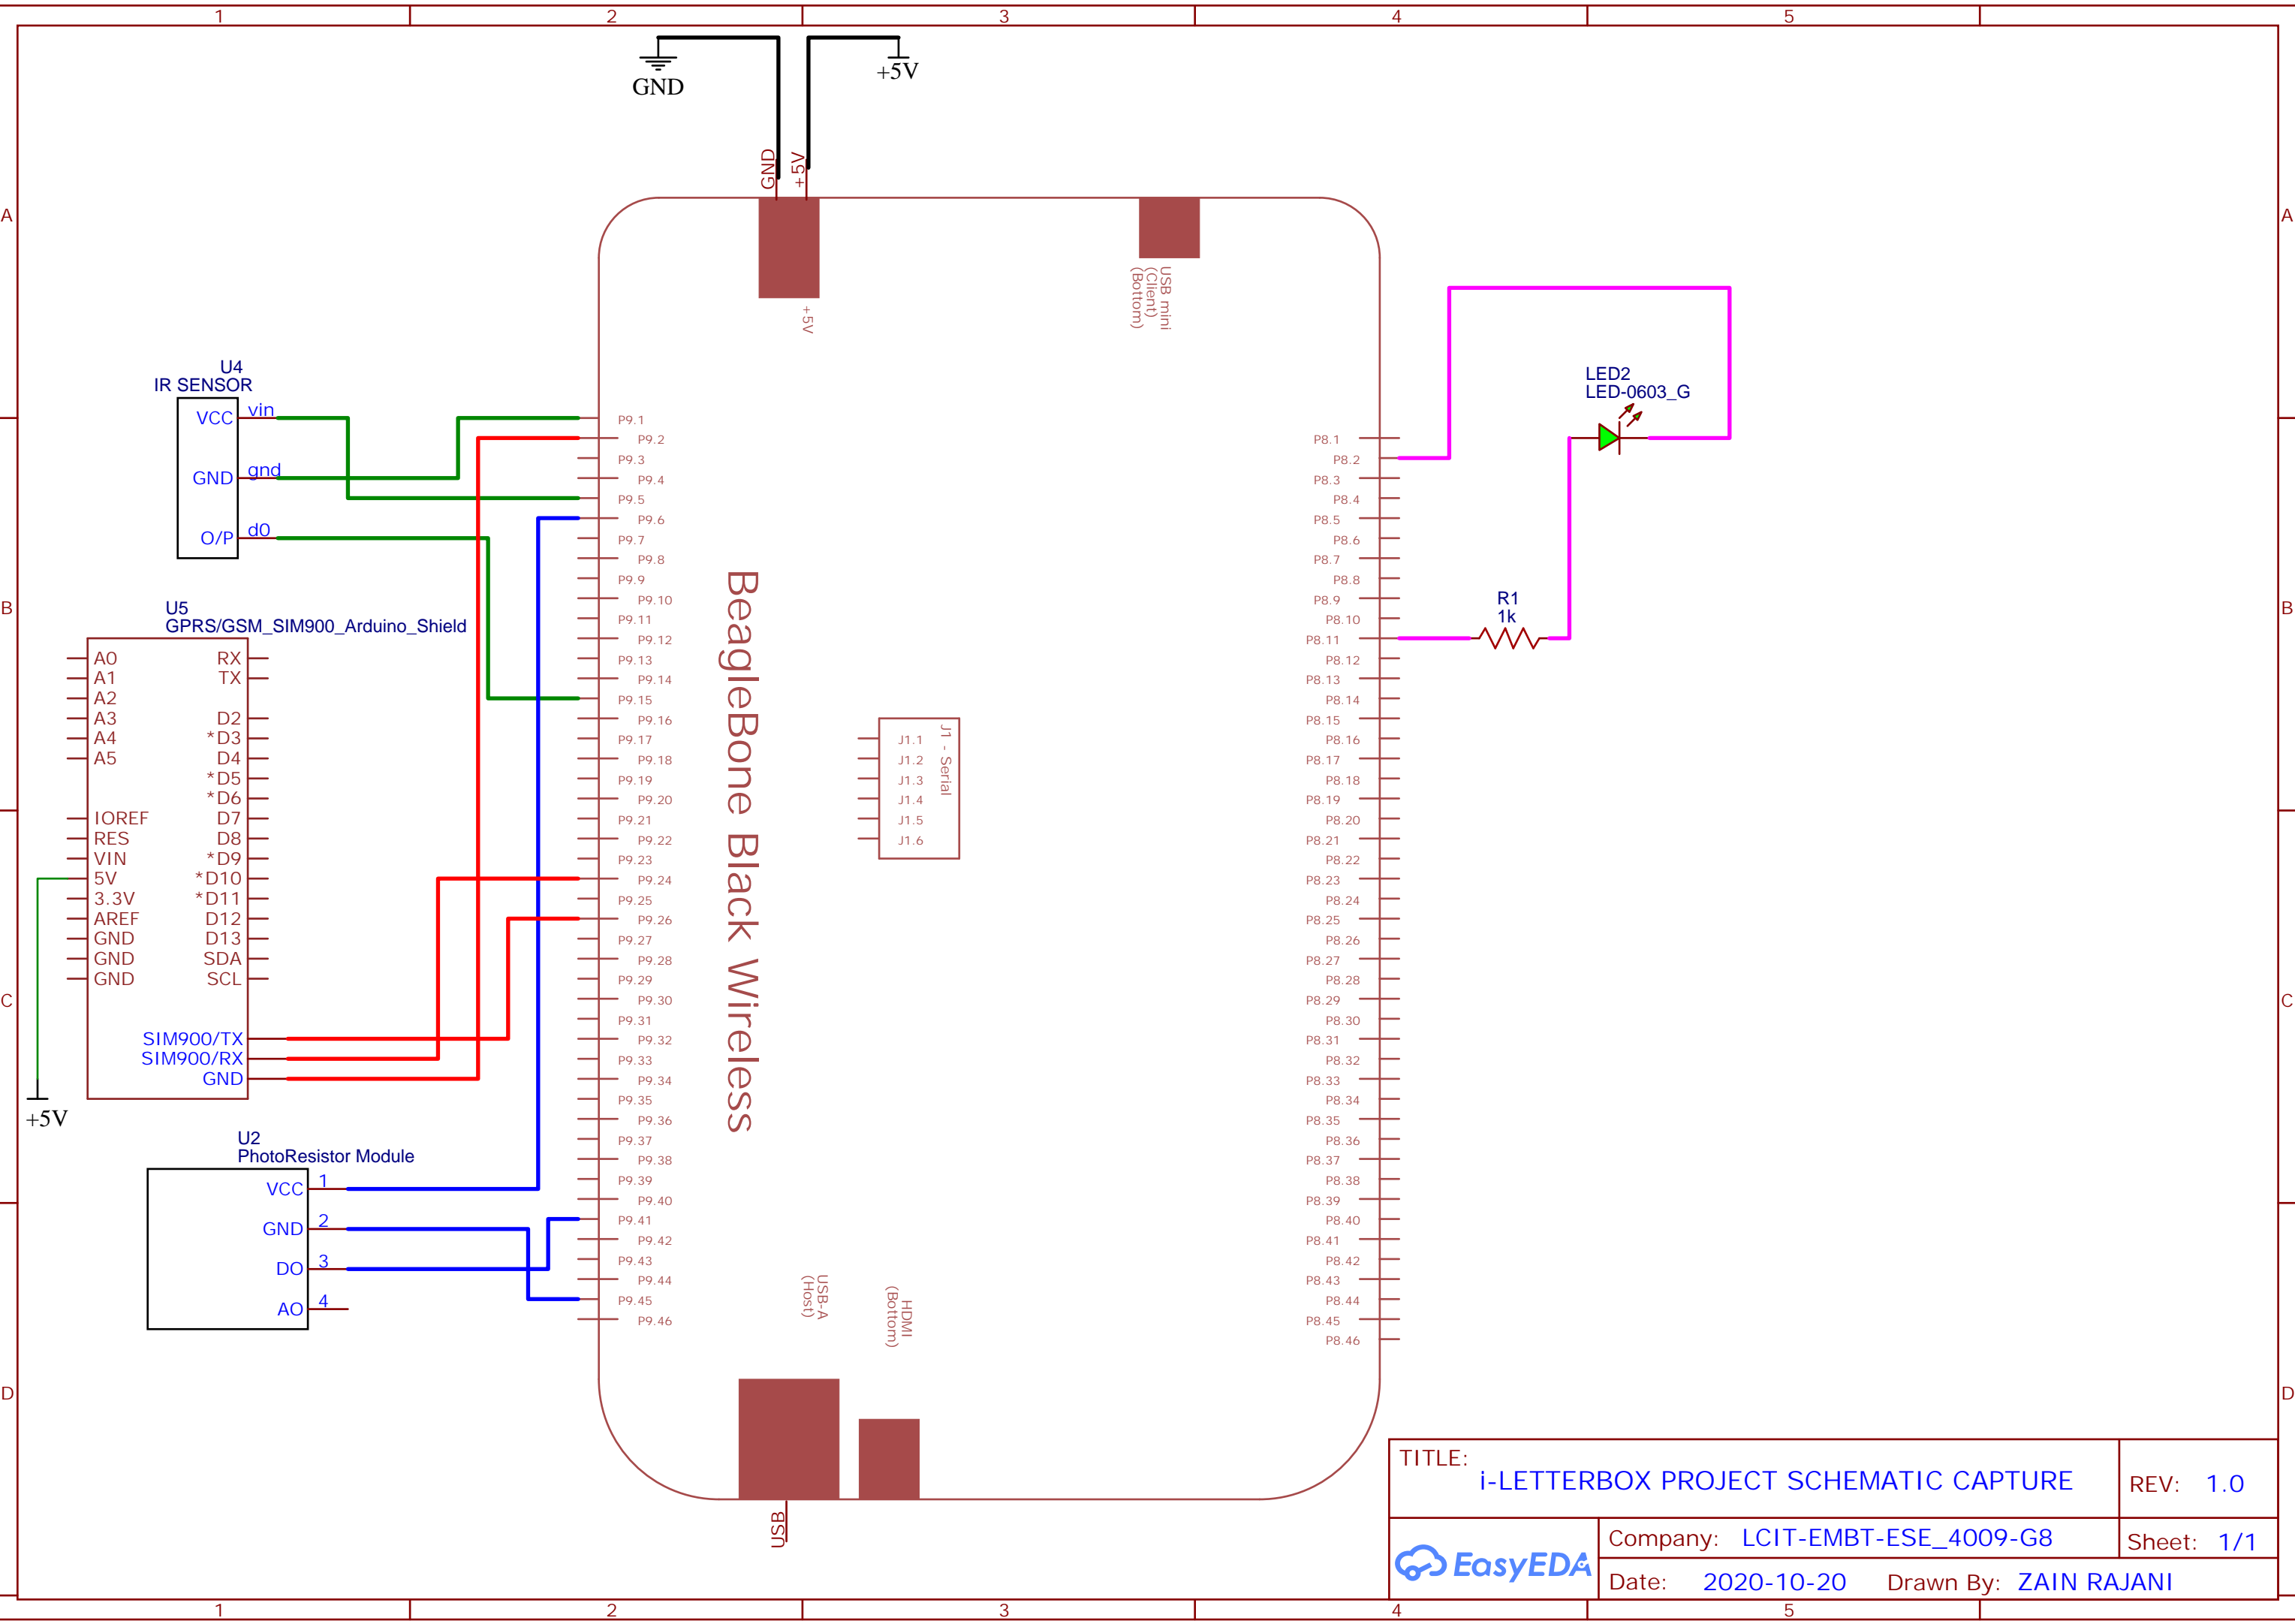 1 2 3 4 5
A A
B B
C C
D D
GND
+5V
GND
+5V
+5V
USB mini
(Client)
(Bottom)
U4
IR SENSOR
VCC vin
GND gnd
O/P d0
U5
GPRS/GSM_SIM900_Arduino_Shield
A0 RX
A1 TX
A2
A3 D2
A4 *D3
A5 D4
*D5
*D6
IOREF D7
RES D8
VIN *D9
5V *D10
3.3V *D11
AREF D12
GND D13
GND SDA
GND SCL
SIM900/TX
SIM900/RX
GND
+5V
U2
PhotoResistor Module
VCC 1
GND 2
DO 3
AO 4
P9.1
P9.2
P9.3
P9.4
P9.5
P9.6
P9.7
P9.8
P9.9
P9.10
P9.11
P9.12
P9.13
P9.14
P9.15
P9.16
P9.17
P9.18
P9.19
P9.20
P9.21
P9.22
P9.23
P9.24
P9.25
P9.26
P9.27
P9.28
P9.29
P9.30
P9.31
P9.32
P9.33
P9.34
P9.35
P9.36
P9.37
P9.38
P9.39
P9.40
P9.41
P9.42
P9.43
P9.44
P9.45
P9.46
BeagleBone Black Wireless
J1 - Serial
J1.1
J1.2
J1.3
J1.4
J1.5
J1.6
USB-A
(Host)
HDMI
(Bottom)
USB
P8.1
P8.2
P8.3
P8.4
P8.5
P8.6
P8.7
P8.8
P8.9
P8.10
P8.11
P8.12
P8.13
P8.14
P8.15
P8.16
P8.17
P8.18
P8.19
P8.20
P8.21
P8.22
P8.23
P8.24
P8.25
P8.26
P8.27
P8.28
P8.29
P8.30
P8.31
P8.32
P8.33
P8.34
P8.35
P8.36
P8.37
P8.38
P8.39
P8.40
P8.41
P8.42
P8.43
P8.44
P8.45
P8.46
LED2
LED-0603_G
R1
1k
TITLE:
i-LETTERBOX PROJECT SCHEMATIC CAPTURE
REV: 1.0
EasyEDA
Company: LCIT-EMBT-ESE_4009-G8
Sheet: 1/1
Date: 2020-10-20 Drawn By: ZAIN RAJANI
1 2 3 4 5